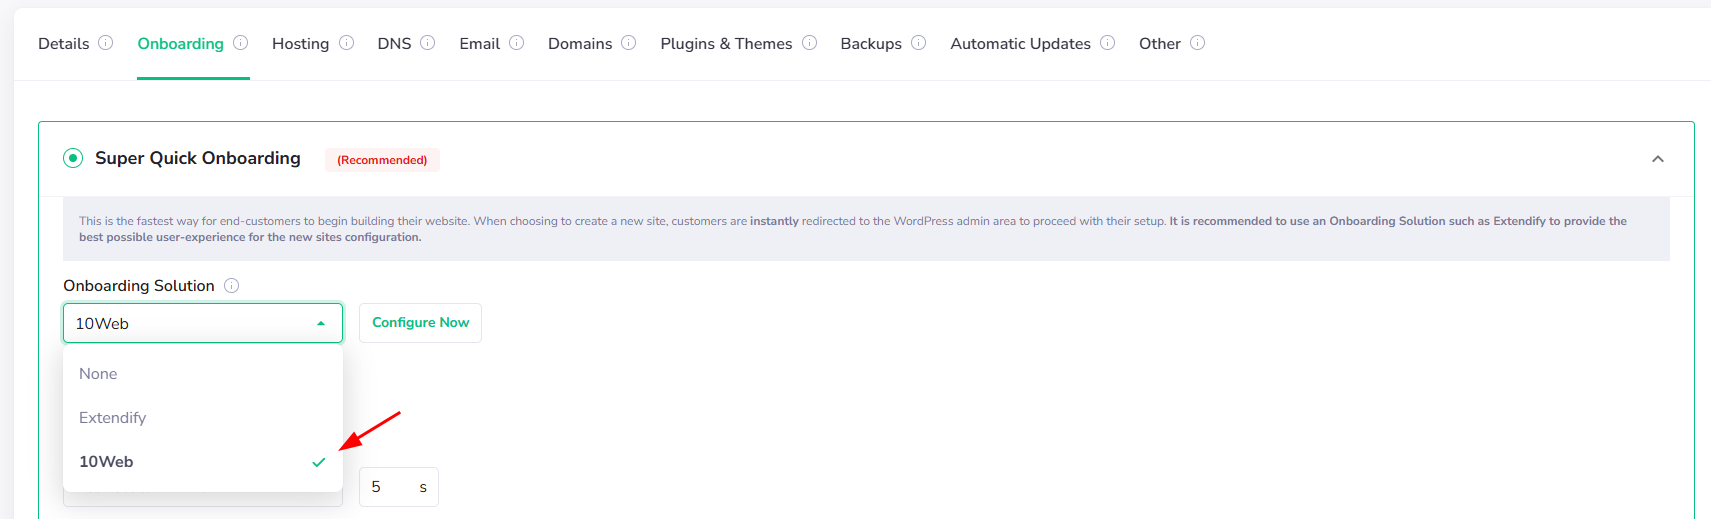 Details Onboarding Hosting DNS Email Domains Plugins & Themes Backups Automatic Updates Other
Super Quick Onboarding (Recommended)
This is the fastest way for end-customers to begin building their website. When choosing to create a new site, customers are instantly redirected to the WordPress admin area to proceed with their setup. It is recommended to use an Onboarding Solution such as Extendify to provide the
best possible user-experience for the new sites configuration.
Onboarding Solution
10Web Configure Now
None
Extendify
10Web
5 s